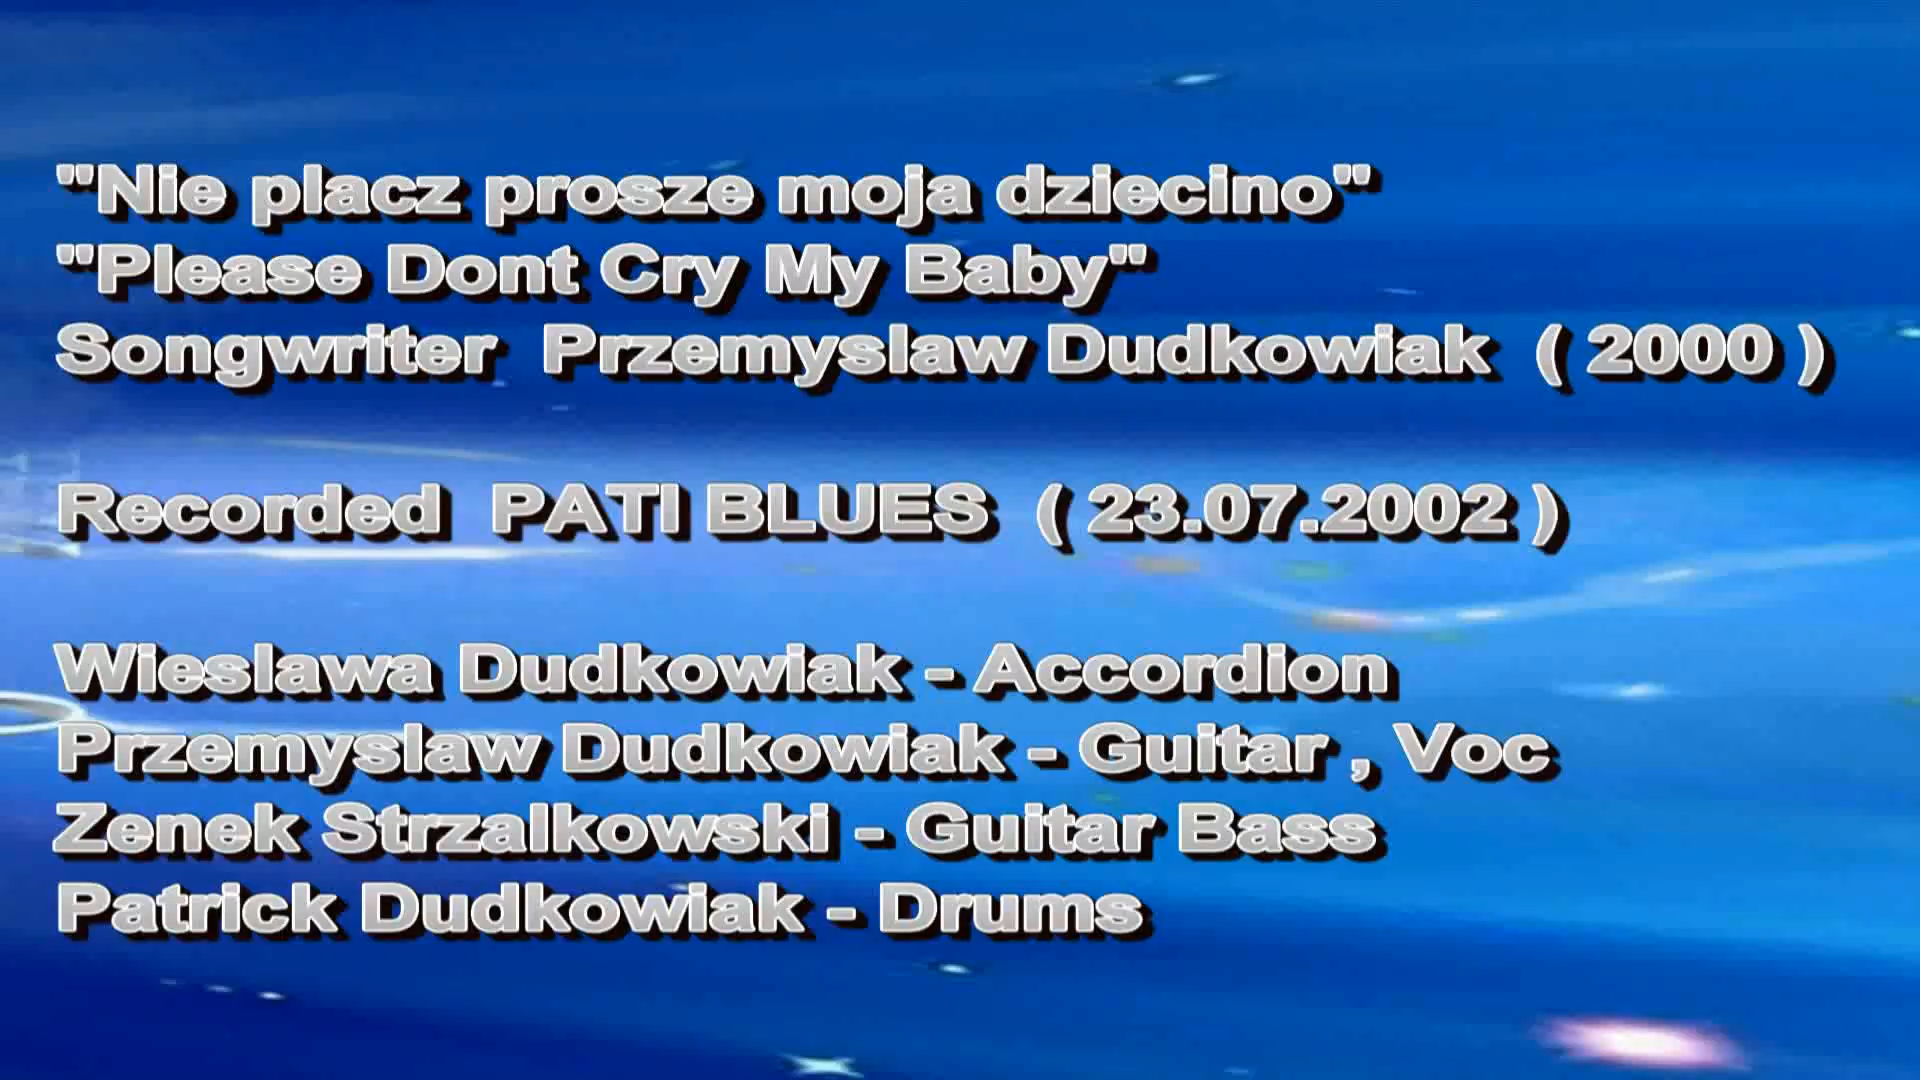 "Nie placz prosze moja dziecino"
"Please Dont Cry My Baby"
Songwriter  Przemyslaw Dudkowiak  ( 2000 )
Recorded  PATI BLUES  ( 23.07.2002 )
Wieslawa Dudkowiak - Accordion
Przemyslaw Dudkowiak - Guitar , Voc
Zenek Strzalkowski - Guitar Bass
Patrick Dudkowiak - Drums